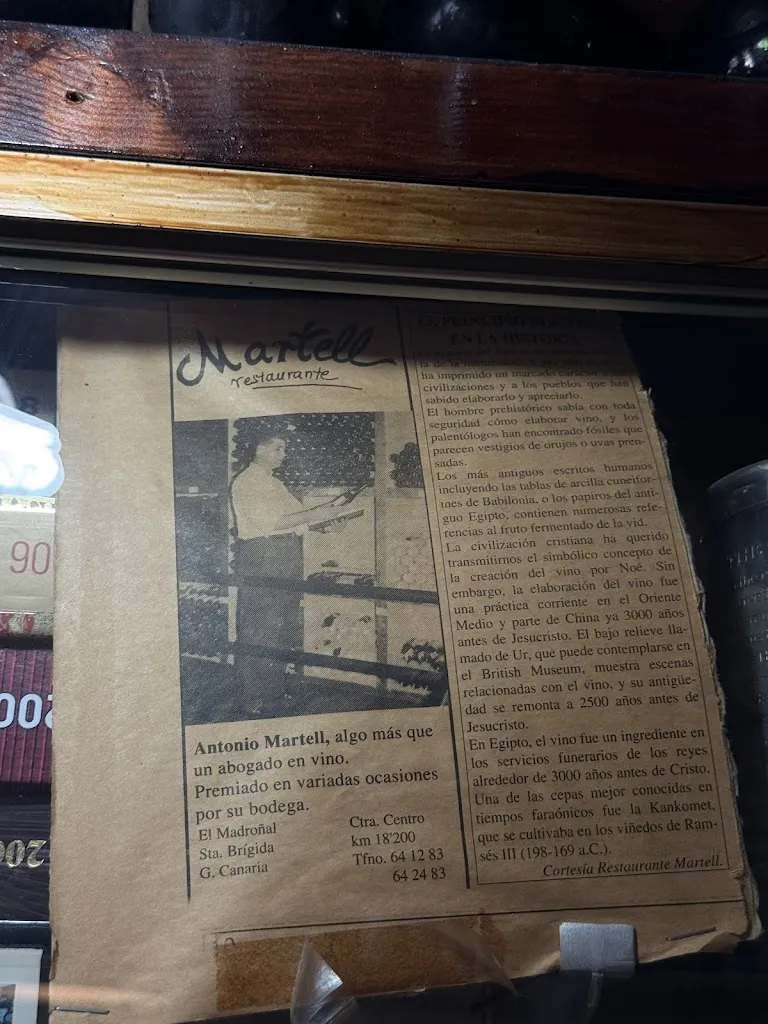 Martell
restaurante
Antonio Martell, algo más que
un abogado en vino.
Premiado en variadas ocasiones
por su bodega.
El Madroñal
Sta. Brígida
G. Canaria
Ctra. Centro
km 18'200
Tfno. 64 12 83
64 24 83
EN LA HISTORIA
ha imprimido un marcado carácter a las
civilizaciones y a los pueblos que han
sabido elaborarlo y apreciarlo.
El hombre prehistórico sabía con toda
seguridad cómo elaborar vino, y los
palentólogos han encontrado fósiles que
parecen vestigios de orujos o uvas pren-
sadas.
Los más antiguos escritos humanos
incluyendo las tablas de arcilla cuneifor-
mes de Babilonia, o los papiros del anti-
guo Egipto, contienen numerosas refe-
rencias al fruto fermentado de la vid.
La civilización cristiana ha querido
transmitirnos el simbólico concepto de
la creación del vino por Noé. Sin
embargo, la elaboración del vino fue
una práctica corriente en el Oriente
Medio y parte de China ya 3000 años
antes de Jesucristo. El bajo relieve lla-
mado de Ur, que puede contemplarse en
el British Museum, muestra escenas
relacionadas con el vino, y su antigüe-
dad se remonta a 2500 años antes de
Jesucristo.
En Egipto, el vino fue un ingrediente en
los servicios funerarios de los reyes
alrededor de 3000 años antes de Cristo.
Una de las cepas mejor conocidas en
tiempos faraónicos fue la Kankomet,
que se cultivaba en los viñedos de Ram-
sés III (198-169 a.C.).
Cortesía Restaurante Martell.
90
200